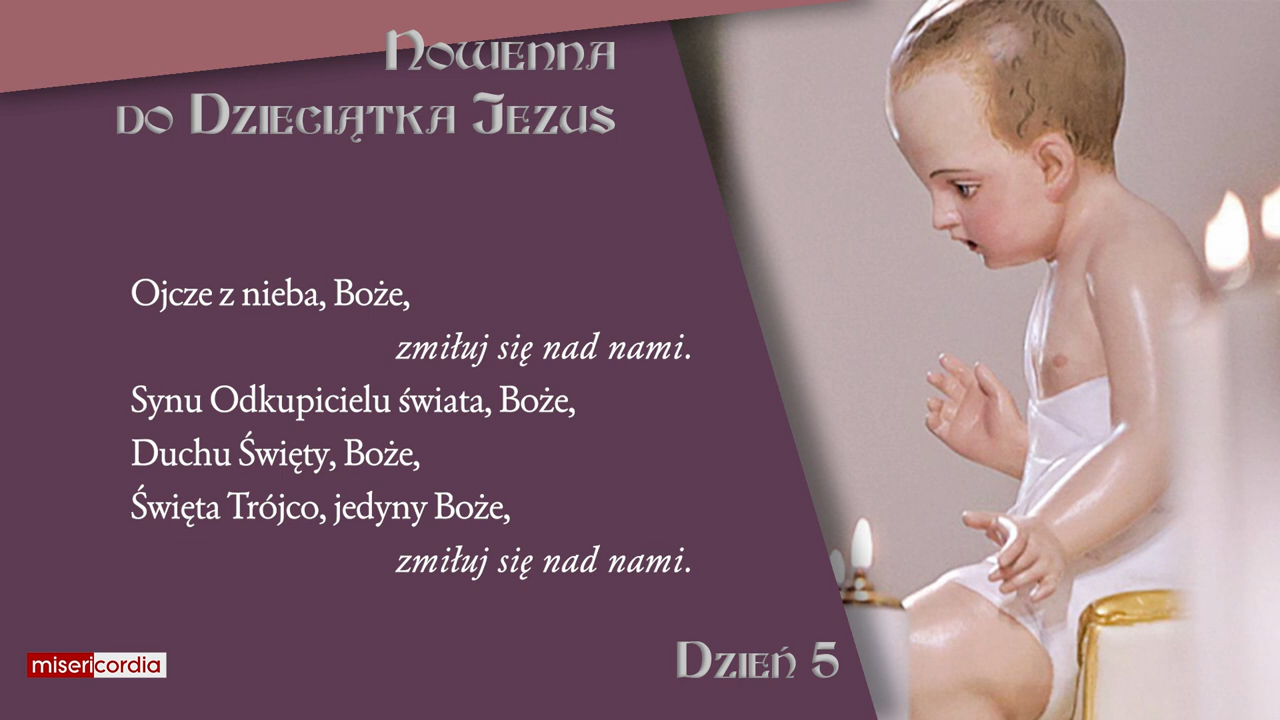 Nowenna
do Dzieciątka Jezus
Ojcze z nieba, Boże,
zmiłuj się nad nami.
Synu Odkupicielu świata, Boże,
Duchu Święty, Boże,
Święta Trójco, jedyny Boże,
zmiłuj się nad nami.
misericordia
Dzień 5